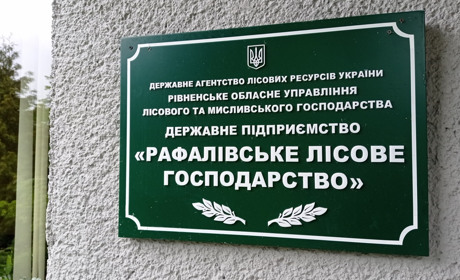 ДЕРЖАВНЕ АГЕНТСТВО ЛІСОВИХ РЕСУРСІВ УКРАЇНИ
РІВНЕНСЬКЕ ОБЛАСНЕ УПРАВЛІННЯ
ЛІСОВОГО ТА МИСЛИВСЬКОГО ГОСПОДАРСТВА
ДЕРЖАВНЕ ПІДПРИЄМСТВО
«РАФАЛІВСЬКЕ ЛІСОВЕ
ГОСПОДАРСТВО»